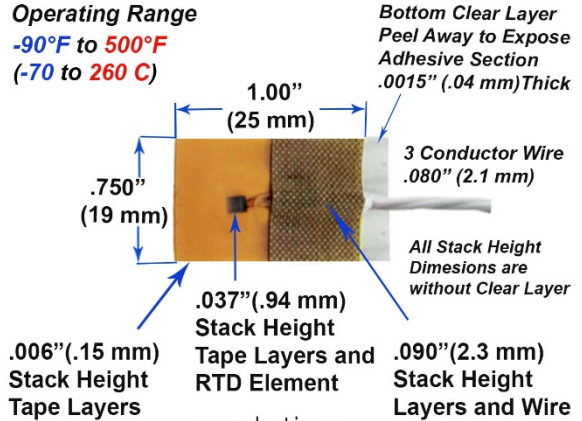 Operating Range
-90°F to 500°F
(-70 to 260 C)
Bottom Clear Layer
Peel Away to Expose
Adhesive Section
.0015” (.04 mm)Thick
1.00”
(25 mm)
.750”
(19 mm)
3 Conductor Wire
.080” (2.1 mm)
All Stack Height
Dimesions are
without Clear Layer
.037”(.94 mm)
Stack Height
Tape Layers and
RTD Element
.006”(.15 mm)
Stack Height
Tape Layers
.090”(2.3 mm)
Stack Height
Layers and Wire